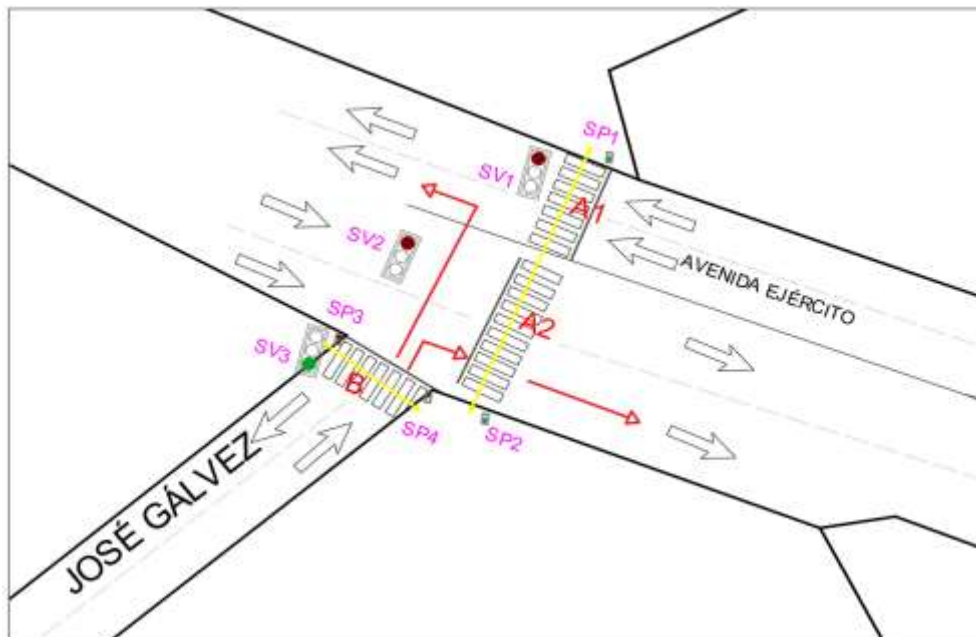 SP1
SV1
A1
SV2
AVENIDA EJÉRCITO
SP3
A2
SV3
B
SP4
SP2
JOSÉ GÁLVEZ